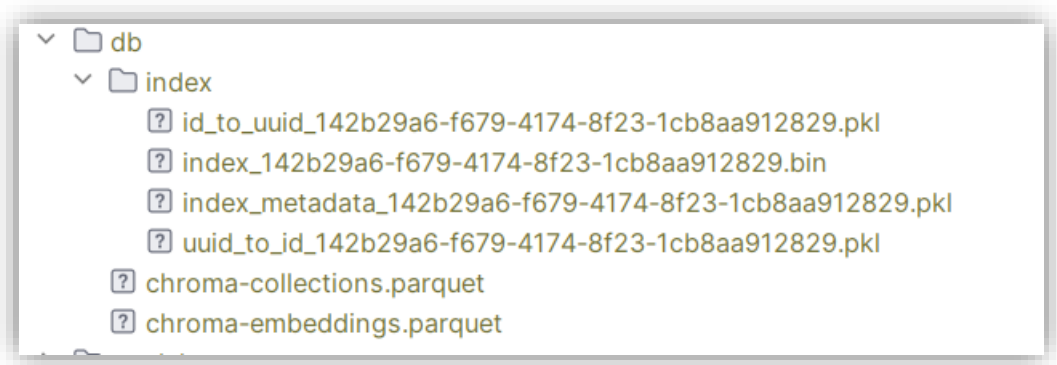 db
index
id_to_uuid_142b29a6-f679-4174-8f23-1cb8aa912829.pkl
index_142b29a6-f679-4174-8f23-1cb8aa912829.bin
index_metadata_142b29a6-f679-4174-8f23-1cb8aa912829.pkl
uuid_to_id_142b29a6-f679-4174-8f23-1cb8aa912829.pkl
chroma-collections.parquet
chroma-embeddings.parquet